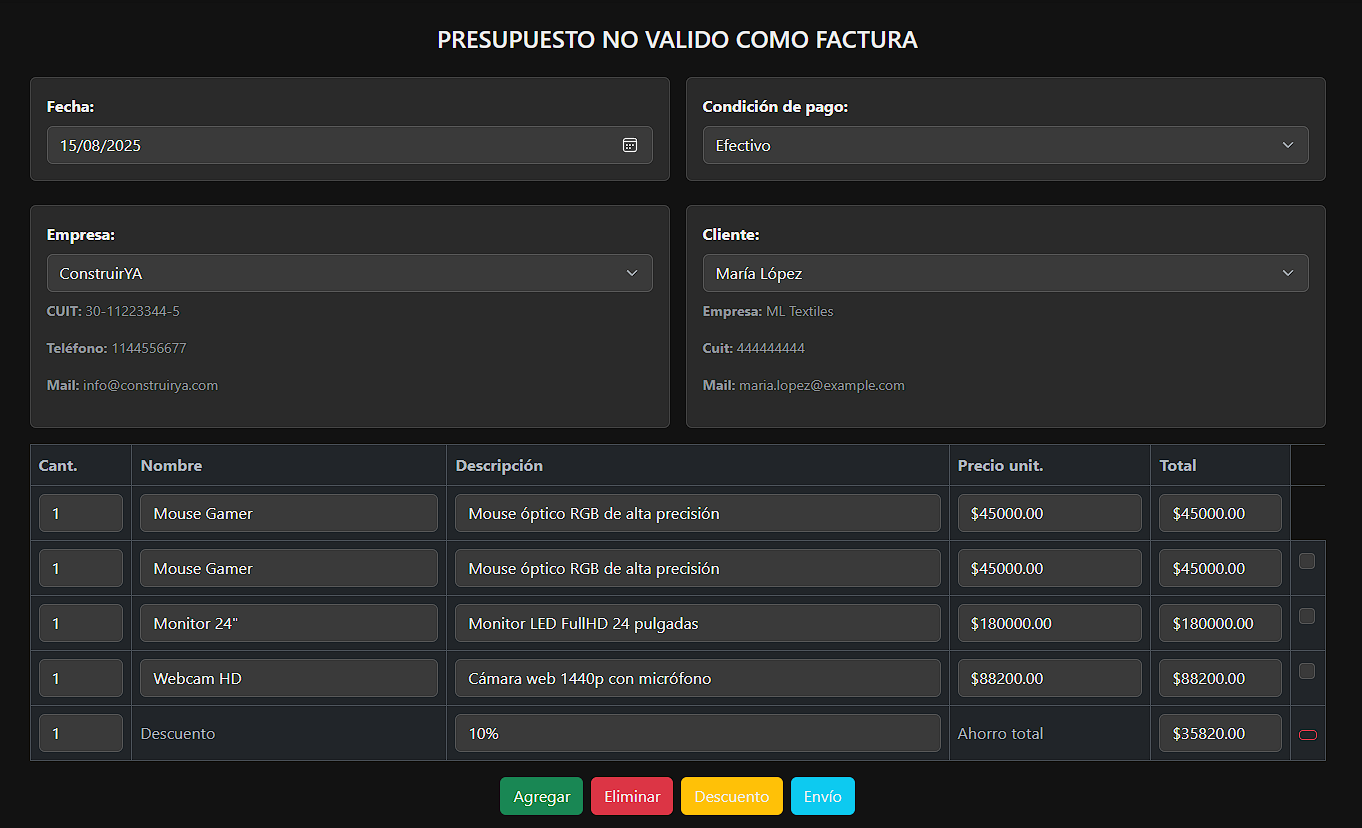 PRESUPUESTO NO VALIDO COMO FACTURA
Fecha: Condición de pago:
15/08/2025 Efectivo
Empresa: Cliente:
ConstruirYA María López
CUIT: 30-11223344-5 Empresa: ML Textiles
Teléfono: 1144556677 Cuit: 444444444
Mail: info@construirya.com Mail: maria.lopez@example.com
Cant. Nombre Descripción Precio unit. Total
1 Mouse Gamer Mouse óptico RGB de alta precisión $45000.00 $45000.00
1 Mouse Gamer Mouse óptico RGB de alta precisión $45000.00 $45000.00
1 Monitor 24" Monitor LED FullHD 24 pulgadas $180000.00 $180000.00
1 Webcam HD Cámara web 1440p con micrófono $88200.00 $88200.00
1 Descuento 10% Ahorro total $35820.00
Agregar Eliminar Descuento Envío